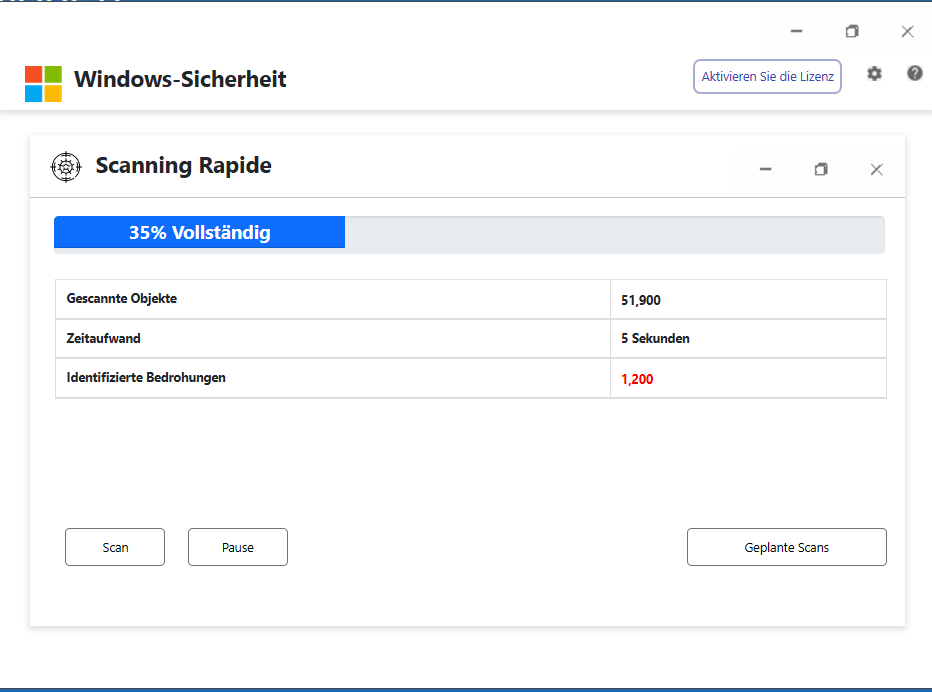 Windows-Sicherheit
Aktivieren Sie die Lizenz
Scanning Rapide
35% Vollständig
Gescannte Objekte 51,900
Zeitaufwand 5 Sekunden
Identifizierte Bedrohungen 1,200
Scan Pause Geplante Scans